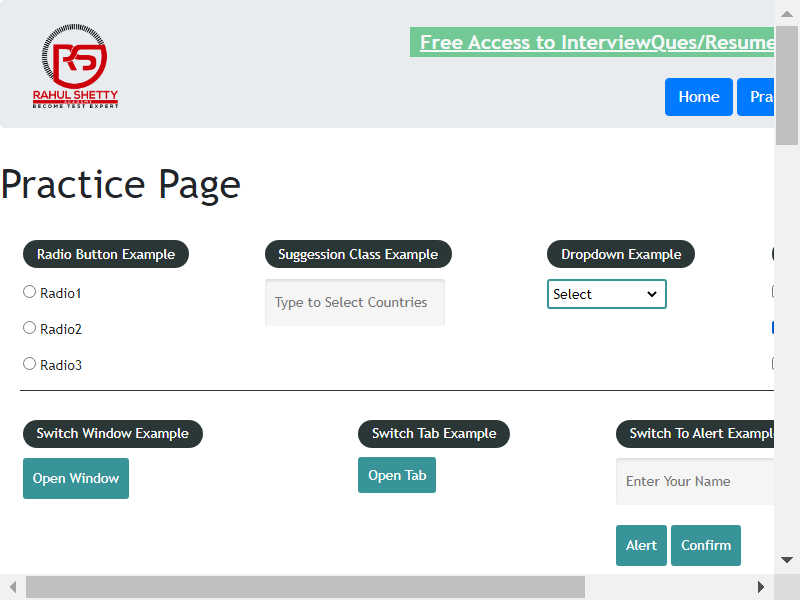 Free Access to InterviewQues/Resume
RS
RAHUL SHETTY
ACADEMY
BECOME TEST EXPERT
Home
Pra
Practice Page
Radio Button Example
Suggession Class Example
Dropdown Example
Radio1
Type to Select Countries
Select
Radio2
Radio3
Switch Window Example
Switch Tab Example
Switch To Alert Exampl
Open Window
Open Tab
Enter Your Name
Alert
Confirm